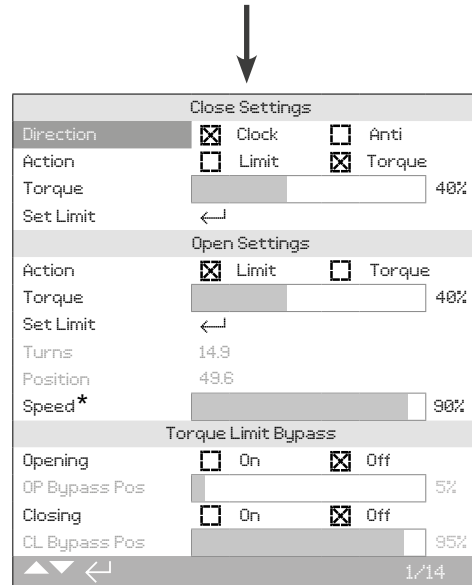 Close Settings
Direction Clock Anti
Action Limit Torque
Torque 40%
Set Limit
Open Settings
Action Limit Torque
Torque 40%
Set Limit
Turns 14.9
Position 49.6
Speed* 90%
Torque Limit Bypass
Opening On Off
OP Bypass Pos 5%
Closing On Off
CL Bypass Pos 95%
1/14